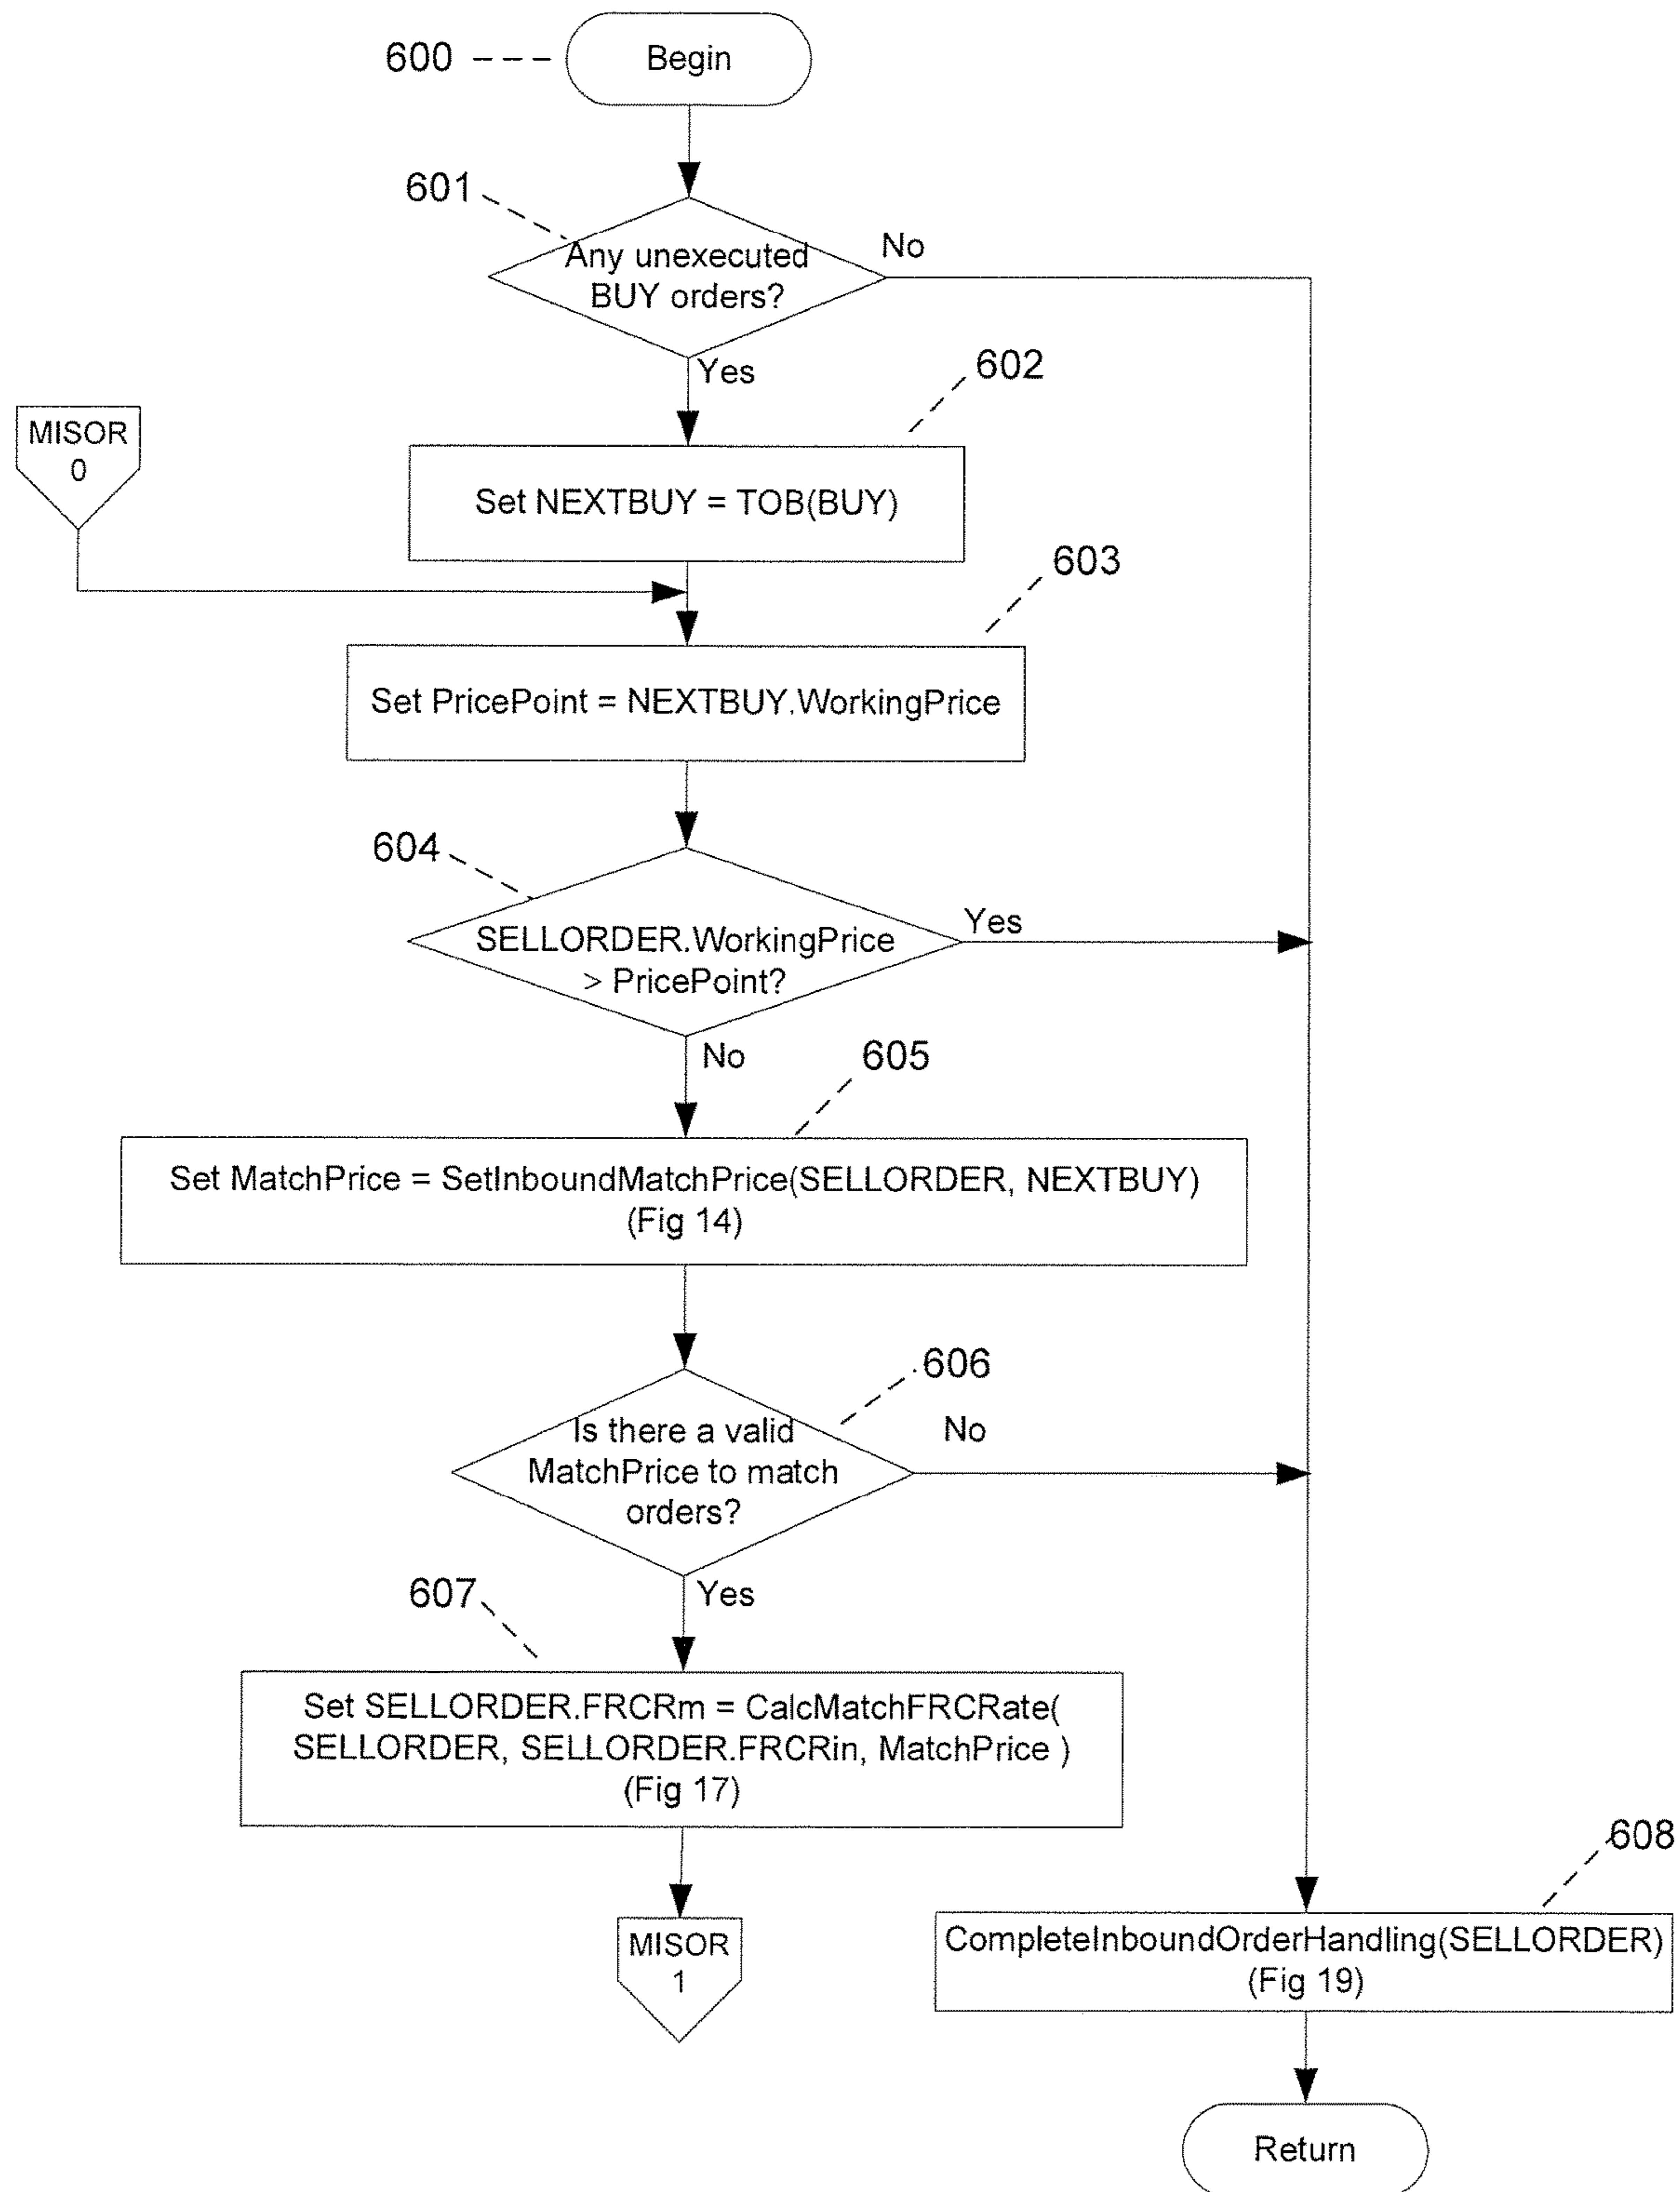 600
Begin
601
Any unexecuted
BUY orders?
No
Yes
602
MISOR
0
Set NEXTBUY = TOB(BUY)
603
Set PricePoint = NEXTBUY.WorkingPrice
604
SELLORDER.WorkingPrice
> PricePoint?
Yes
No
605
Set MatchPrice = SetInboundMatchPrice(SELLORDER, NEXTBUY)
(Fig 14)
606
Is there a valid
MatchPrice to match
orders?
No
Yes
607
Set SELLORDER.FRCRm = CalcMatchFRCRate(
SELLORDER, SELLORDER.FRCRin, MatchPrice )
(Fig 17)
608
MISOR
1
CompleteInboundOrderHandling(SELLORDER)
(Fig 19)
Return